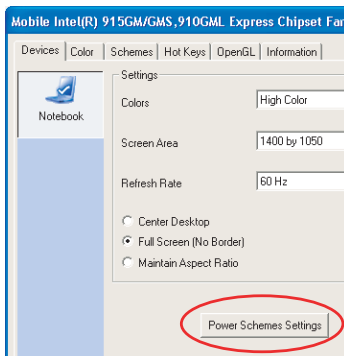 Mobile Intel(R) 915GM/GMS,910GML Express Chipset
Devices Color Schemes Hot Keys OpenGL Information
Settings
Notebook
Colors High Color
Screen Area 1400 by 1050
Refresh Rate 60 Hz
Center Desktop
Full Screen (No Border)
Maintain Aspect Ratio
Power Schemes Settings